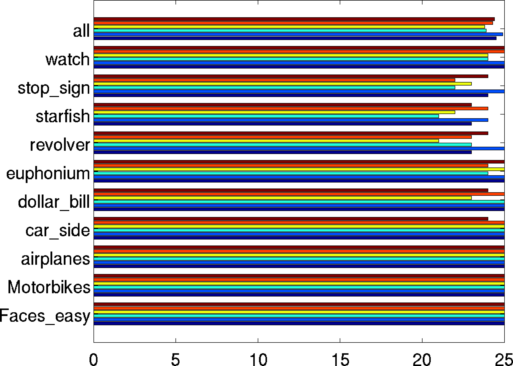 all
watch
stop_sign
starfish
revolver
euphonium
dollar_bill
car_side
airplanes
Motorbikes
Faces_easy
0 5 10 15 20 25